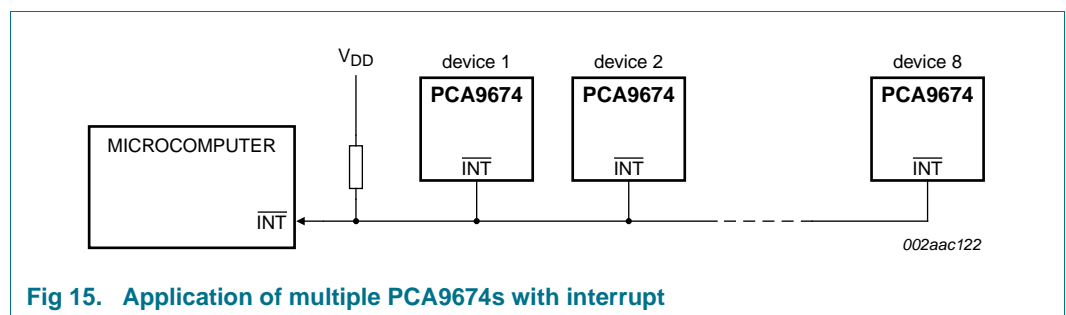 VDD
device 1
device 2
device 8
PCA9674
PCA9674
PCA9674
MICROCOMPUTER
INT
INT
INT
INT
002aac122
Fig 15. Application of multiple PCA9674s with interrupt